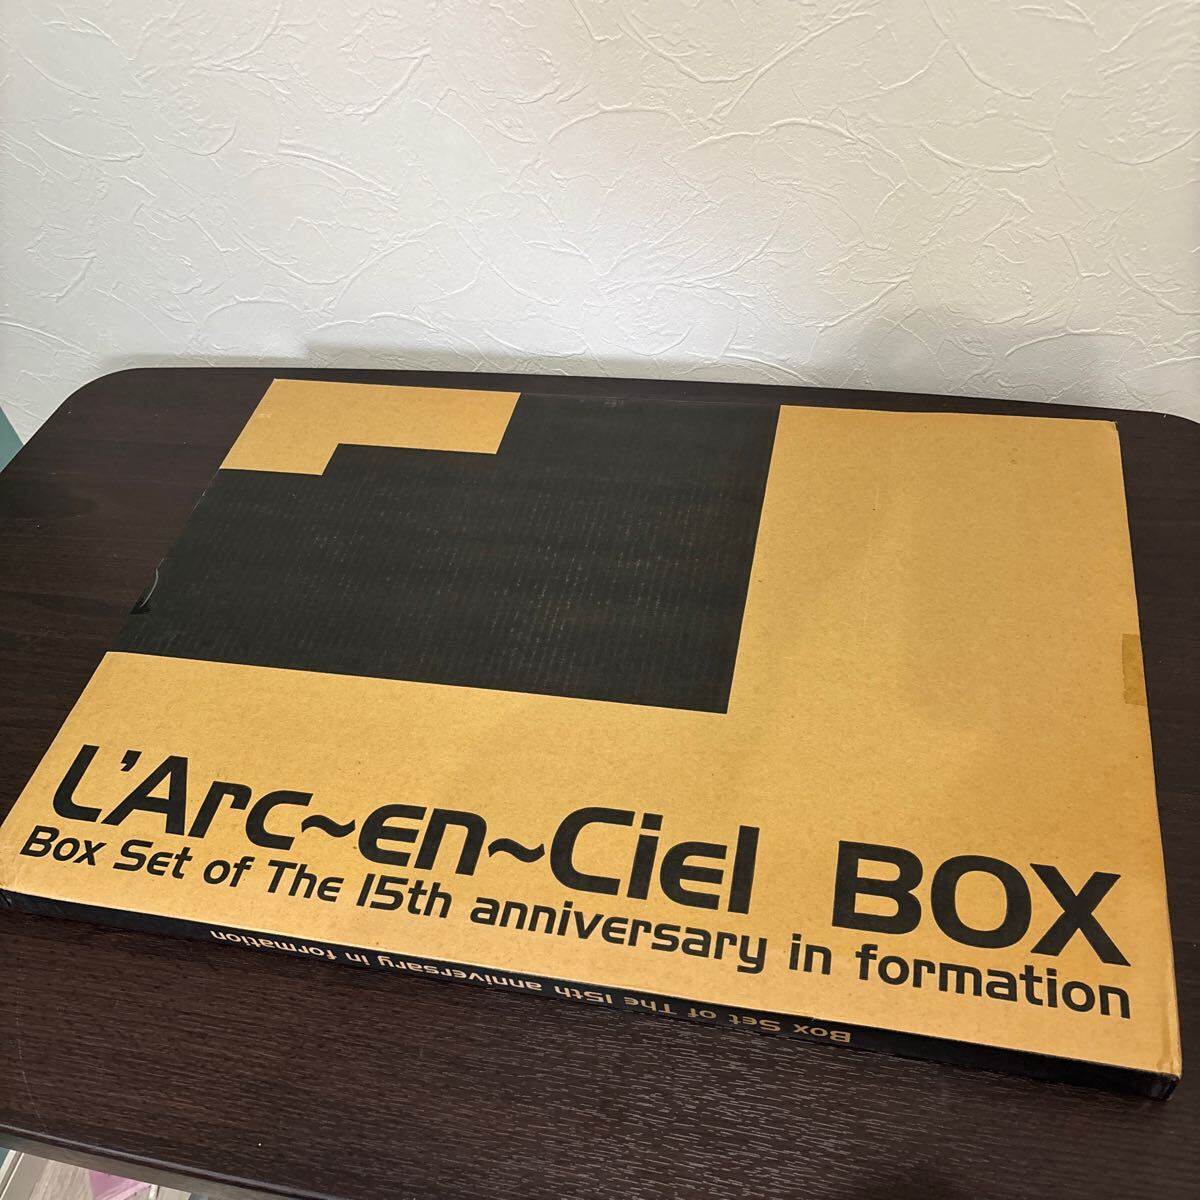 L'Arc~en~Ciel BOX
Box Set of The 15th anniversary in formation
Box Set of The 15th anniversary in formation